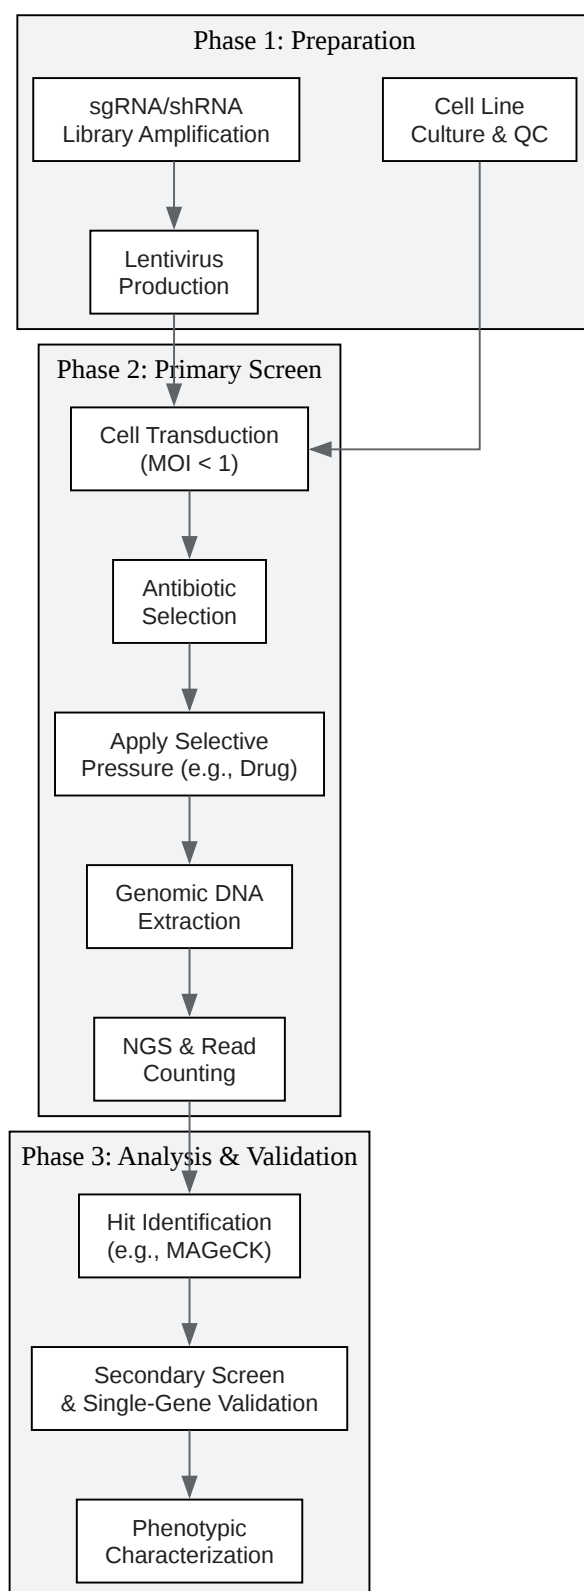 Phase 1: Preparation
sgRNA/shRNA
Library Amplification
Cell Line
Culture & QC
Lentivirus
Production
Phase 2: Primary Screen
Cell Transduction
(MOI < 1)
Antibiotic
Selection
Apply Selective
Pressure (e.g., Drug)
Genomic DNA
Extraction
NGS & Read
Counting
Phase 3: Analysis & Validation
Hit Identification
(e.g., MAGeCK)
Secondary Screen
& Single-Gene Validation
Phenotypic
Characterization